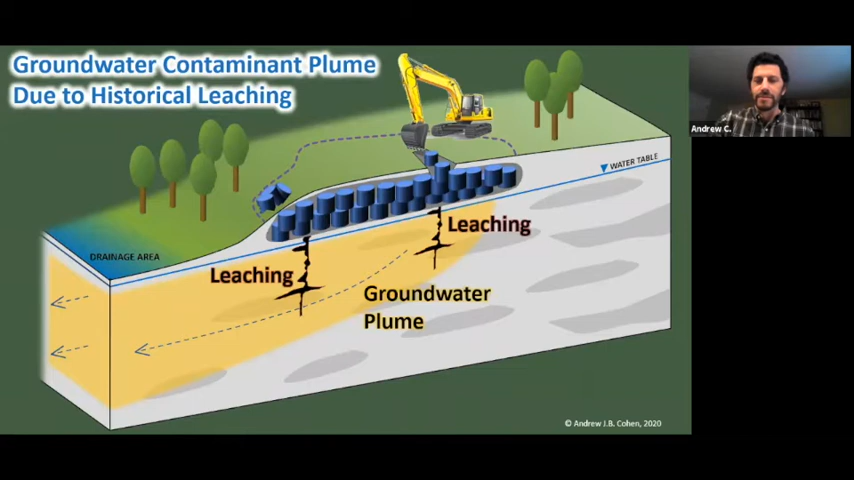 Groundwater Contaminant Plume
Due to Historical Leaching
Andrew C.
WATER TABLE
Leaching
DRAINAGE AREA
Leaching
Groundwater
Plume
© Andrew J.B. Cohen, 2020